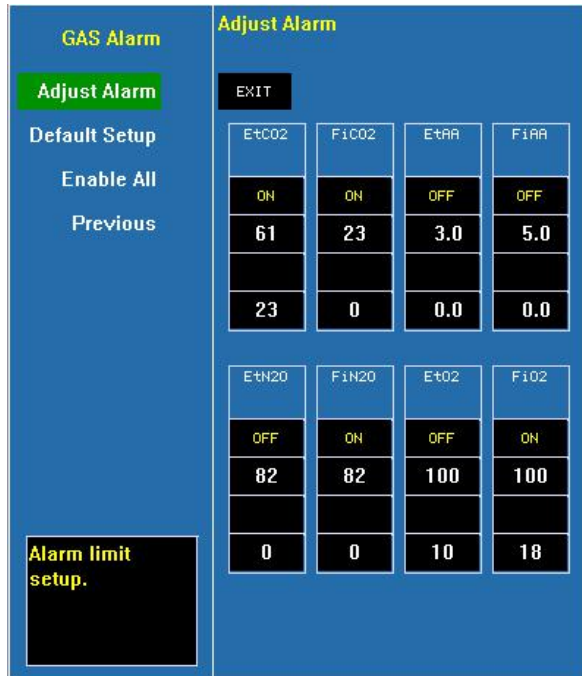 GAS Alarm
Adjust Alarm
Default Setup
Enable All
Previous
Alarm limit
setup.
Adjust Alarm
EXIT
EtCO2 FiCO2 EtAA FiAA
ON ON OFF OFF
61 23 3.0 5.0
23 0 0.0 0.0
EtN2O FiN2O EtO2 FiO2
OFF ON OFF ON
82 82 100 100
0 0 10 18